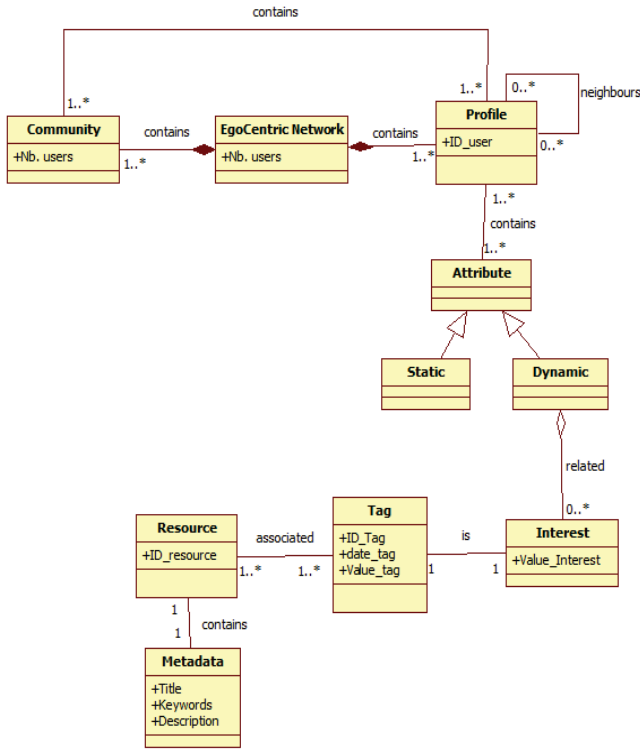 contains
1..*
1..*
0..*
neighbours
0..*
Community
+Nb. users
contains
1..*
EgoCentric Network
+Nb. users
contains
1..*
Profile
+ID_user
1..*
contains
1..*
Attribute
Static
Dynamic
related
0..*
Resource
+ID_resource
associated
1..*
1..*
Tag
+ID_Tag
+date_tag
+Value_tag
is
1
1
Interest
+Value_Interest
1
contains
1
Metadata
+Title
+Keywords
+Description